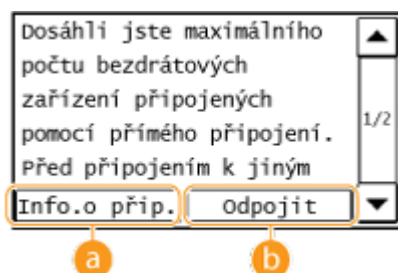 Dosáhli jste maximálního
počtu bezdrátových
zařízení připojených
pomocí přímého připojení.
Před připojením k jiným
1/2
Info.o přip. Odpojit
a b